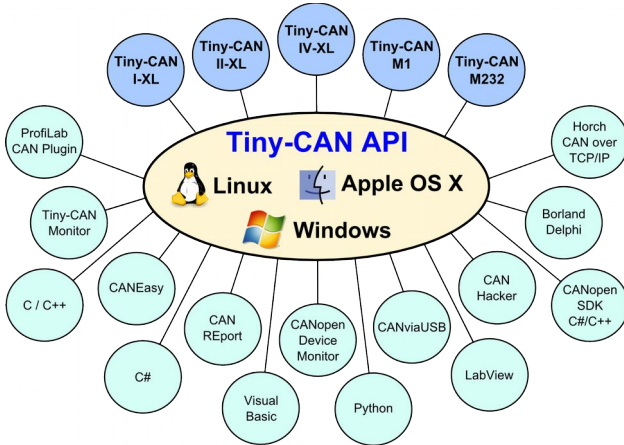 Tiny-CAN
I-XL
Tiny-CAN
II-XL
Tiny-CAN
IV-XL
Tiny-CAN
M1
Tiny-CAN
M232
Tiny-CAN API
Linux
Apple OS X
Windows
ProfiLab
CAN Plugin
Horch
CAN over
TCP/IP
Tiny-CAN
Monitor
Borland
Delphi
C / C++
CANEasy
CAN
REport
CANopen
Device
Monitor
CANviaUSB
CAN
Hacker
CANopen
SDK
C#/C++
C#
Visual
Basic
Python
LabView